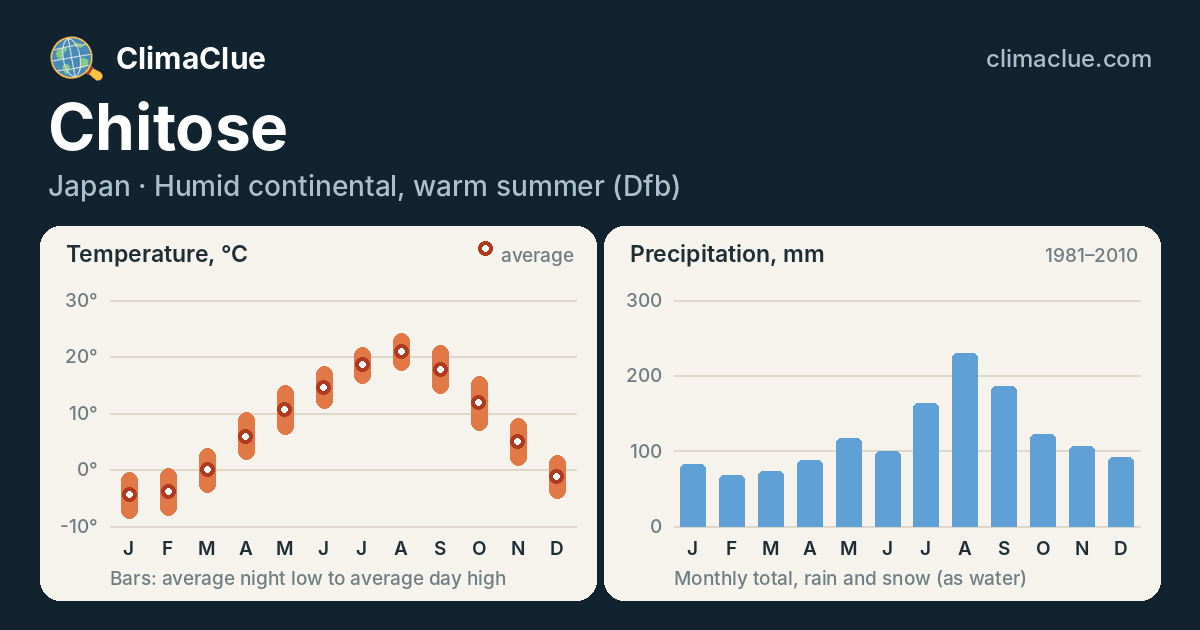 ClimaClue
climaclue.com
Chitose
Japan · Humid continental, warm summer (Dfb)
Temperature, °C
average
30°
20°
10°
0°
-10°
J F M A M J J A S O N D
Bars: average night low to average day high
Precipitation, mm
1981–2010
300
200
100
0
J F M A M J J A S O N D
Monthly total, rain and snow (as water)